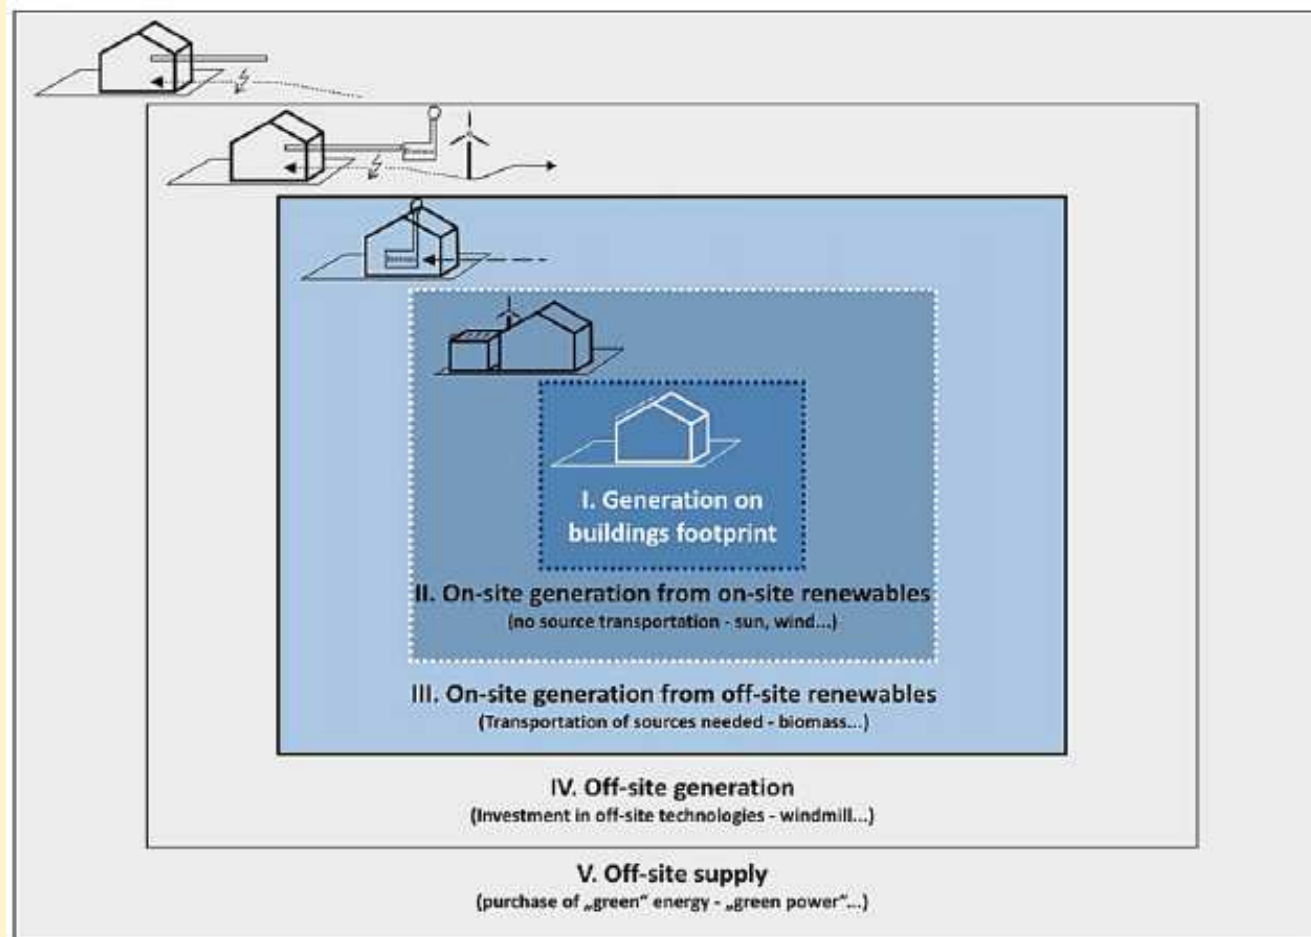 I. Generation on
buildings footprint
II. On-site generation from on-site renewables
(no source transportation - sun, wind...)
III. On-site generation from off-site renewables
(Transportation of sources needed - biomass...)
IV. Off-site generation
(Investment in off-site technologies - windmill...)
V. Off-site supply
(purchase of „green“ energy - „green power“...)